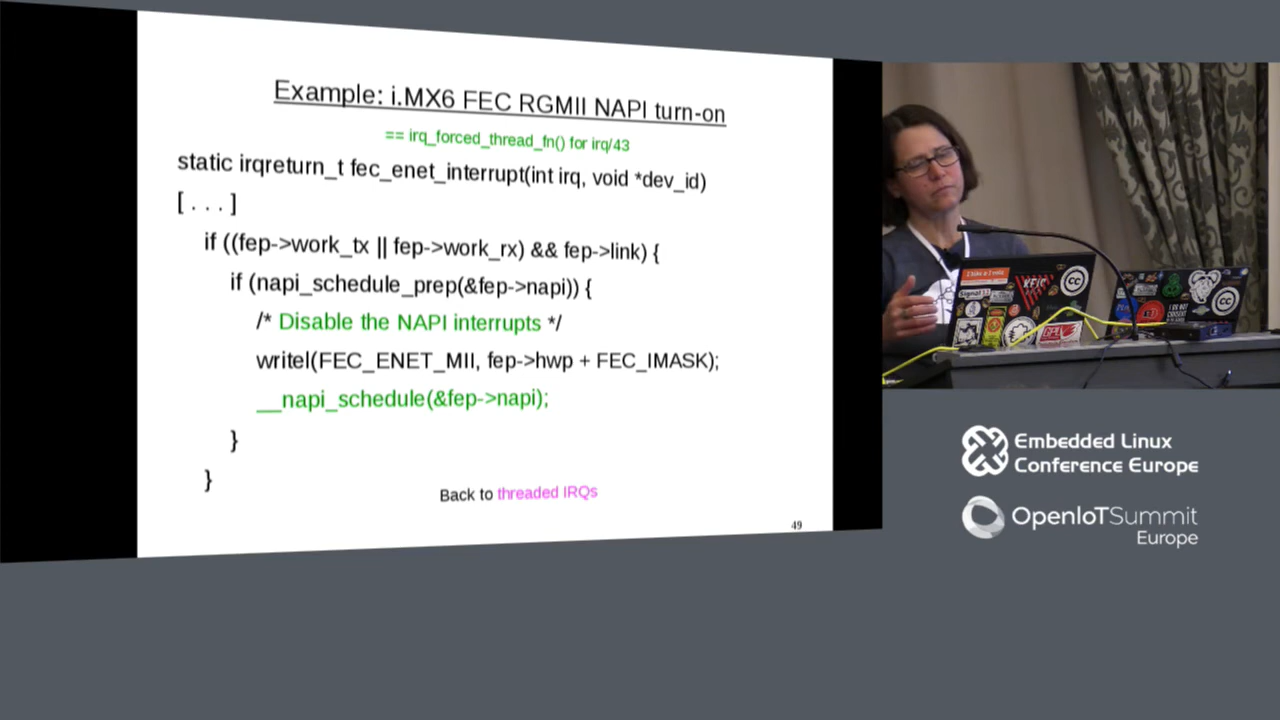 Example: i.MX6 FEC RGMII NAPI turn-on
== irq_forced_thread_fn() for irq/43
static irqreturn_t fec_enet_interrupt(int irq, void *dev_id)
[ . . . ]
if ((fep->work_tx || fep->work_rx) && fep->link) {
if (napi_schedule_prep(&fep->napi)) {
/* Disable the NAPI interrupts */
writel(FEC_ENET_MII, fep->hwp + FEC_IMASK);
__napi_schedule(&fep->napi);
}
}
Back to threaded IRQs
49
CC
CC
Embedded Linux
Conference Europe
OpenIoTSummit
Europe